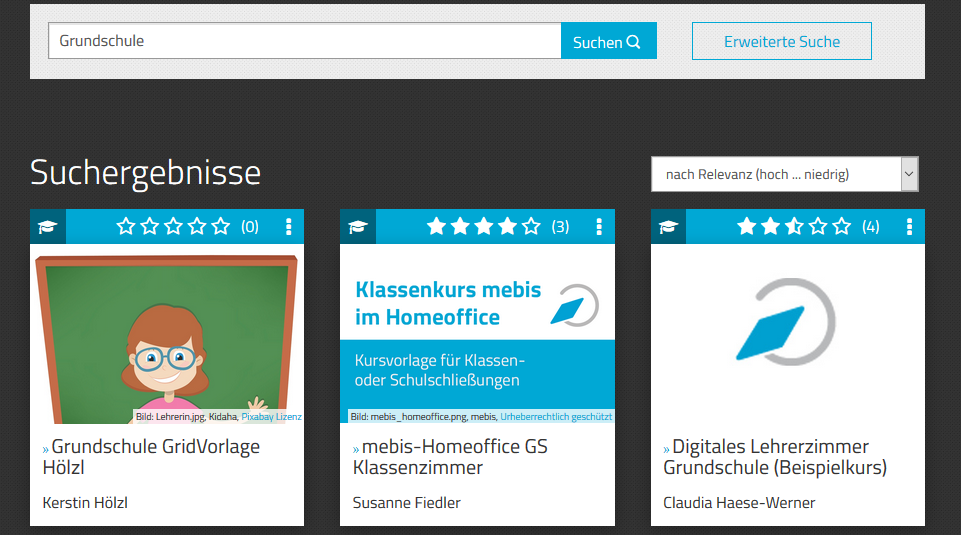 Grundschule
Suchen
Erweiterte Suche
Suchergebnisse
nach Relevanz (hoch ... niedrig)
(0)
Bild: Lehrerin.jpg, Kidaha, Pixabay Lizenz
»Grundschule GridVorlage
Hölzl
Kerstin Hölzl
(3)
Klassenkurs mebis
im Homeoffice
Kursvorlage für Klassen-
oder Schulschließungen
Bild: mebis_homeoffice.png, mebis, Urheberrechtlich geschützt
»mebis-Homeoffice GS
Klassenzimmer
Susanne Fiedler
(4)
»Digitales Lehrerzimmer
Grundschule (Beispielkurs)
Claudia Haese-Werner